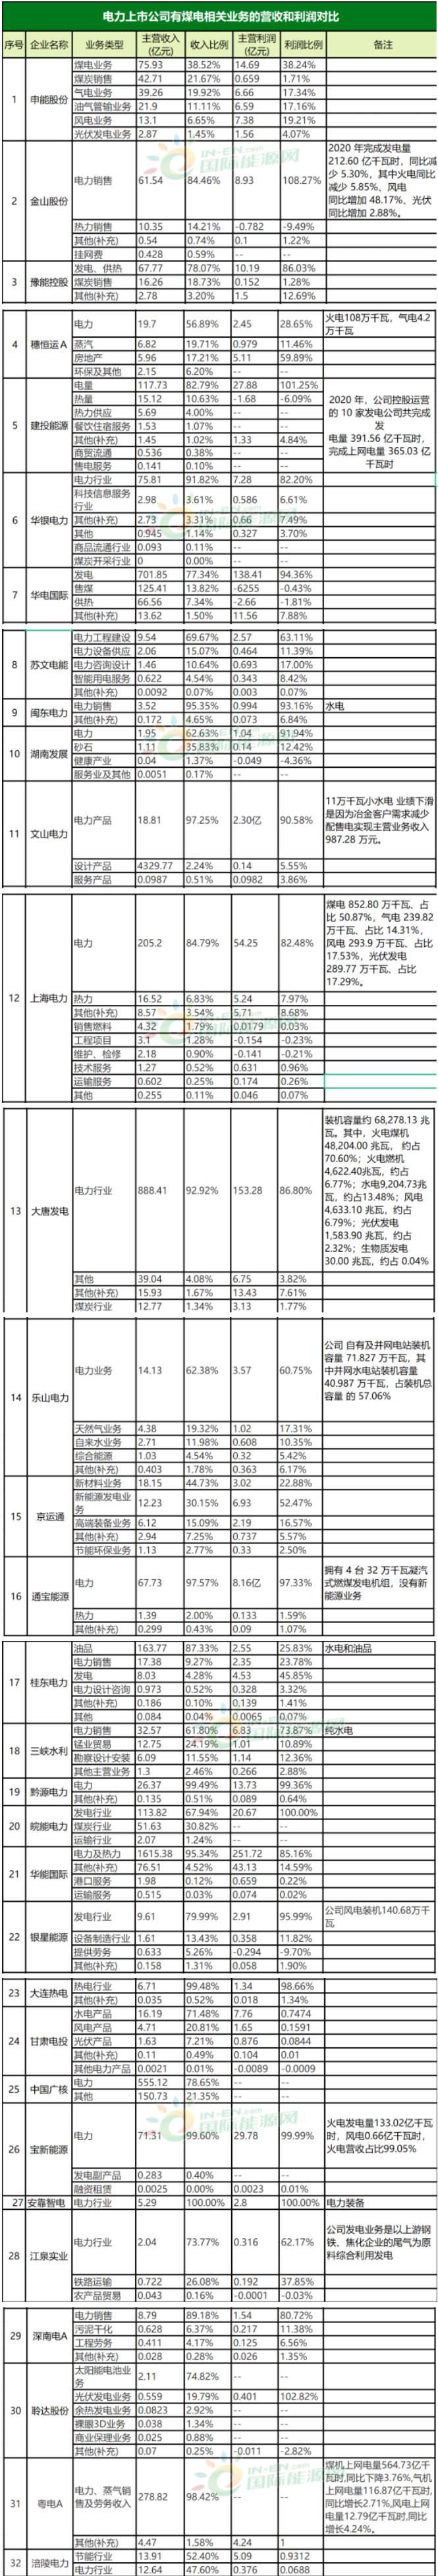 电力上市公司有煤电相关业务的营收和利润对比
序号 企业名称 业务类型 主营收入(亿元) 收入比例 主营利润(亿元) 利润比例 备注
1 申能股份
煤电业务 75.93 38.52% 14.69 38.24%
煤炭销售 42.71 21.67% 0.659 1.71%
气电业务 39.26 19.92% 6.66 17.34%
油气管输业务 21.9 11.11% 6.59 17.16%
风电业务 13.1 6.65% 7.38 19.21%
光伏发电业务 2.87 1.45% 1.56 4.07%
2 金山股份
电力销售 61.54 84.46% 8.93 108.27%
2020 年完成发电量
212.60 亿千瓦时，同比减
少 5.30%，其中火电同比
减少 5.85%、风电
同比增加 48.17%、光伏
同比增加 2.88%。
热力销售 10.35 14.21% -0.782 -9.49%
其他(补充) 0.54 0.74% 0.1 1.22%
挂网费 0.428 0.59% -- --
3 豫能控股
发电、供热 67.77 78.07% 10.19 86.03%
煤炭销售 16.26 18.73% 0.152 1.28%
其他(补充) 2.78 3.20% 1.5 12.69%
4 穗恒运A
电力 19.7 56.89% 2.45 28.65%
火电108万千瓦，气电4.2
万千瓦
蒸汽 6.82 19.71% 0.979 11.46%
房地产 5.96 17.21% 5.11 59.89%
环保及其他 2.15 6.20% -- --
5 建投能源
电量 117.73 82.79% 27.88 101.25%
热量 15.12 10.63% -1.68 -6.09%
热力供应 5.69 4.00% -- --
餐饮住宿服务 1.53 1.07% -- --
其他(补充) 1.45 1.02% 1.33 4.84%
商贸流通 0.536 0.38% -- --
售电服务 0.141 0.10% -- --
2020 年，公司控股运营
的 10 家发电公司共完成
发
电量 391.56 亿千瓦时，
完成上网电量 365.03 亿
千瓦时
6 华银电力
电力行业 75.81 91.82% 7.28 82.20%
科技信息服务行业 2.98 3.61% 0.586 6.61%
其他(补充) 2.73 3.31% 0.66 7.49%
其他 0.945 1.14% 0.327 3.70%
商品流通行业 0.093 0.11% -- --
煤炭开采行业 0 0.00% -- --
7 华电国际
发电 701.85 77.34% 138.41 94.36%
售煤 125.41 13.82% -6255 -0.43%
供热 66.56 7.34% -2.66 -1.81%
其他(补充) 13.62 1.50% 11.56 7.88%
8 苏文电能
电力工程建设 9.54 69.67% 2.57 63.11%
电力设备供应 2.06 15.07% 0.464 11.39%
电力咨询设计 1.46 10.64% 0.693 17.00%
智能用电服务 0.622 4.54% 0.343 8.42%
其他(补充) 0.0092 0.07% 0.003 0.07%
9 闽东电力
电力销售 3.52 95.35% 0.994 93.16% 水电
其他(补充) 0.172 4.65% 0.073 6.84%
10 湖南发展
电力 1.95 62.63% 1.04 91.94%
砂石 1.11 35.83% 0.14 12.42%
健康产业 0.04 1.37% -0.049 -4.36%
服务业及其他 0.0051 0.17% -- --
11 文山电力
电力产品 18.81 97.25% 2.30亿 90.58%
11万千瓦小水电 业绩下滑
是因为冶金客户需求减少
配售电实现主营业务收入
987.28 万元。
设计产品 4329.77 2.24% 0.14 5.55%
服务产品 0.0987 0.51% 0.0982 3.86%
12 上海电力
电力 205.2 84.79% 54.25 82.48%
煤电 852.80 万千瓦、占
比 50.87%，气电 239.82
万千瓦、占比 14.31%，
风电 293.9 万千瓦、占比
17.53%，光伏发电
289.77 万千瓦、占比
17.29%。
热力 16.52 6.83% 5.24 7.97%
其他(补充) 8.57 3.54% 5.71 8.68%
销售燃料 4.32 1.79% 0.0179 0.03%
工程项目 3.1 1.28% -0.154 -0.23%
维护、检修 2.18 0.90% -0.141 -0.21%
技术服务 1.27 0.52% 0.631 0.96%
运输服务 0.602 0.25% 0.174 0.26%
其他 0.255 0.11% 0.046 0.07%
13 大唐发电
电力行业 888.41 92.92% 153.28 86.80%
装机容量约 68,278.13 兆
瓦。其中，火电煤机
48,204.00 兆瓦， 约占
70.60%；火电燃机
4,622.40兆瓦，约占
6.77%；水电9,204.73兆
瓦，约占13.48%；风电
4,633.10 兆瓦，约占
6.79%；光伏发电
1,583.90 兆瓦，约占
2.32%；生物质发电
30.00 兆瓦，约占 0.04%
其他 39.04 4.08% 6.75 3.82%
其他(补充) 15.93 1.67% 13.43 7.61%
煤炭行业 12.77 1.34% 3.13 1.77%
14 乐山电力
电力业务 14.13 62.38% 3.57 60.75%
公司 自有及并网电站装机
容量 71.827 万千瓦，其
中并网水电站装机容量
40.987 万千瓦，占装机总
容量 的 57.06%
天然气业务 4.38 19.32% 1.02 17.31%
自来水业务 2.71 11.98% 0.608 10.35%
综合能源 1.03 4.54% 0.32 5.42%
其他(补充) 0.403 1.78% 0.363 6.17%
15 京运通
新材料业务 18.15 44.73% 3.02 22.88%
新能源发电业务 12.23 30.15% 6.93 52.47%
高端装备业务 6.12 15.09% 2.19 16.57%
其他(补充) 2.94 7.25% 0.737 5.57%
节能环保业务 1.13 2.77% 0.33 2.50%
16 通宝能源
电力 67.73 97.57% 8.16亿 97.33%
拥有 4 台 32 万千瓦凝汽
式燃煤发电机组，没有新
能源业务
热力 1.39 2.00% 0.133 1.59%
其他(补充) 0.299 0.43% 0.09 1.07%
17 桂东电力
油品 163.77 87.33% 2.55 25.83% 水电和油品
电力销售 17.38 9.27% 2.35 23.78%
发电 8.03 4.28% 4.53 45.85%
电力设计咨询 0.973 0.52% 0.328 3.32%
其他(补充) 0.186 0.10% 0.139 1.41%
其他 0.084 0.04% 0.0065 0.07%
18 三峡水利
电力销售 32.57 61.80% 6.83 73.87% 纯水电
锰业贸易 12.75 24.19% 1.01 10.89%
勘察设计安装 6.09 11.55% 1.14 12.36%
其他主营业务 1.3 2.46% 0.266 2.88%
19 黔源电力
电力 26.37 99.49% 13.73 99.36%
其他(补充) 0.135 0.51% 0.089 0.64%
20 皖能电力
发电行业 113.82 67.94% 20.67 100.00%
煤炭行业 51.63 30.82% -- --
运输行业 2.07 1.24% -- --
21 华能国际
电力及热力 1615.38 95.34% 251.72 85.16%
其他(补充) 76.51 4.52% 43.13 14.59%
港口服务 1.98 0.12% 0.659 0.22%
运输服务 0.515 0.03% 0.074 0.02%
22 银星能源
发电行业 9.61 79.99% 2.91 95.99%
公司风电装机140.68万千
瓦
设备制造行业 1.61 13.43% 0.358 11.82%
提供劳务 0.633 5.26% -0.294 -9.70%
其他(补充) 0.158 1.31% 0.058 1.90%
23 大连热电
热电行业 6.71 99.48% 1.34 98.66%
其他(补充) 0.035 0.52% 0.018 1.34%
24 甘肃电投
水电产品 16.19 71.48% 7.76 0.7474
风电产品 4.71 20.81% 1.65 0.1591
光伏产品 1.63 7.21% 0.876 0.0844
其他(补充) 0.11 0.49% 0.104 0.01
其他电力产品 0.0021 0.01% -0.0089 -0.0009
25 中国广核
电力 555.12 78.65% -- --
其他 150.73 21.35% -- --
26 宝新能源
电力 71.31 99.60% 29.78 99.99%
火电发电量133.02亿千瓦
时，风电0.66亿千瓦时，
火电营收占比99.05%
发电副产品 0.283 0.40% -- --
融资租赁 0.0025 0.00% 0.0023 0.01%
27 安靠智电 电力行业 5.29 100.00% 2.8 100.00% 电力装备
28 江泉实业
电力行业 2.04 73.77% 0.316 62.17%
公司发电业务是以上游钢
铁、焦化企业的尾气为原
料综合利用发电
铁路运输 0.722 26.08% 0.192 37.85%
农产品贸易 0.043 0.16% -0.0001 -0.03%
29 深南电A
电力销售 8.79 89.18% 1.54 80.72%
污泥干化 0.628 6.37% 0.217 11.38%
工程劳务 0.411 4.17% 0.125 6.56%
其他(补充) 0.028 0.28% 0.026 1.35%
30 聆达股份
太阳能电池业务 2.11 74.82% -- --
光伏发电业务 0.559 19.79% 0.401 102.82%
余热发电业务 0.0823 2.92% -- --
裸眼3D业务 0.038 1.34% -- --
商业保理业务 0.025 0.88% -- --
其他(补充) 0.07 0.25% -0.011 -2.82%
31 粤电A
电力、蒸气销售及劳务收入 278.82 98.42% -- --
煤机上网电量564.73亿千
瓦时,同比下降3.76%,气机
上网电量116.87亿千瓦时,
同比增长2.71%,风电上网
电量12.79亿千瓦时,同比
增长4.24%。
其他(补充) 4.47 1.58% 4.24 1
32 涪陵电力
节能行业 13.91 52.40% 5.09 0.9312
电力行业 12.64 47.60% 0.376 0.0688
IN-EN.COM
国际能源网